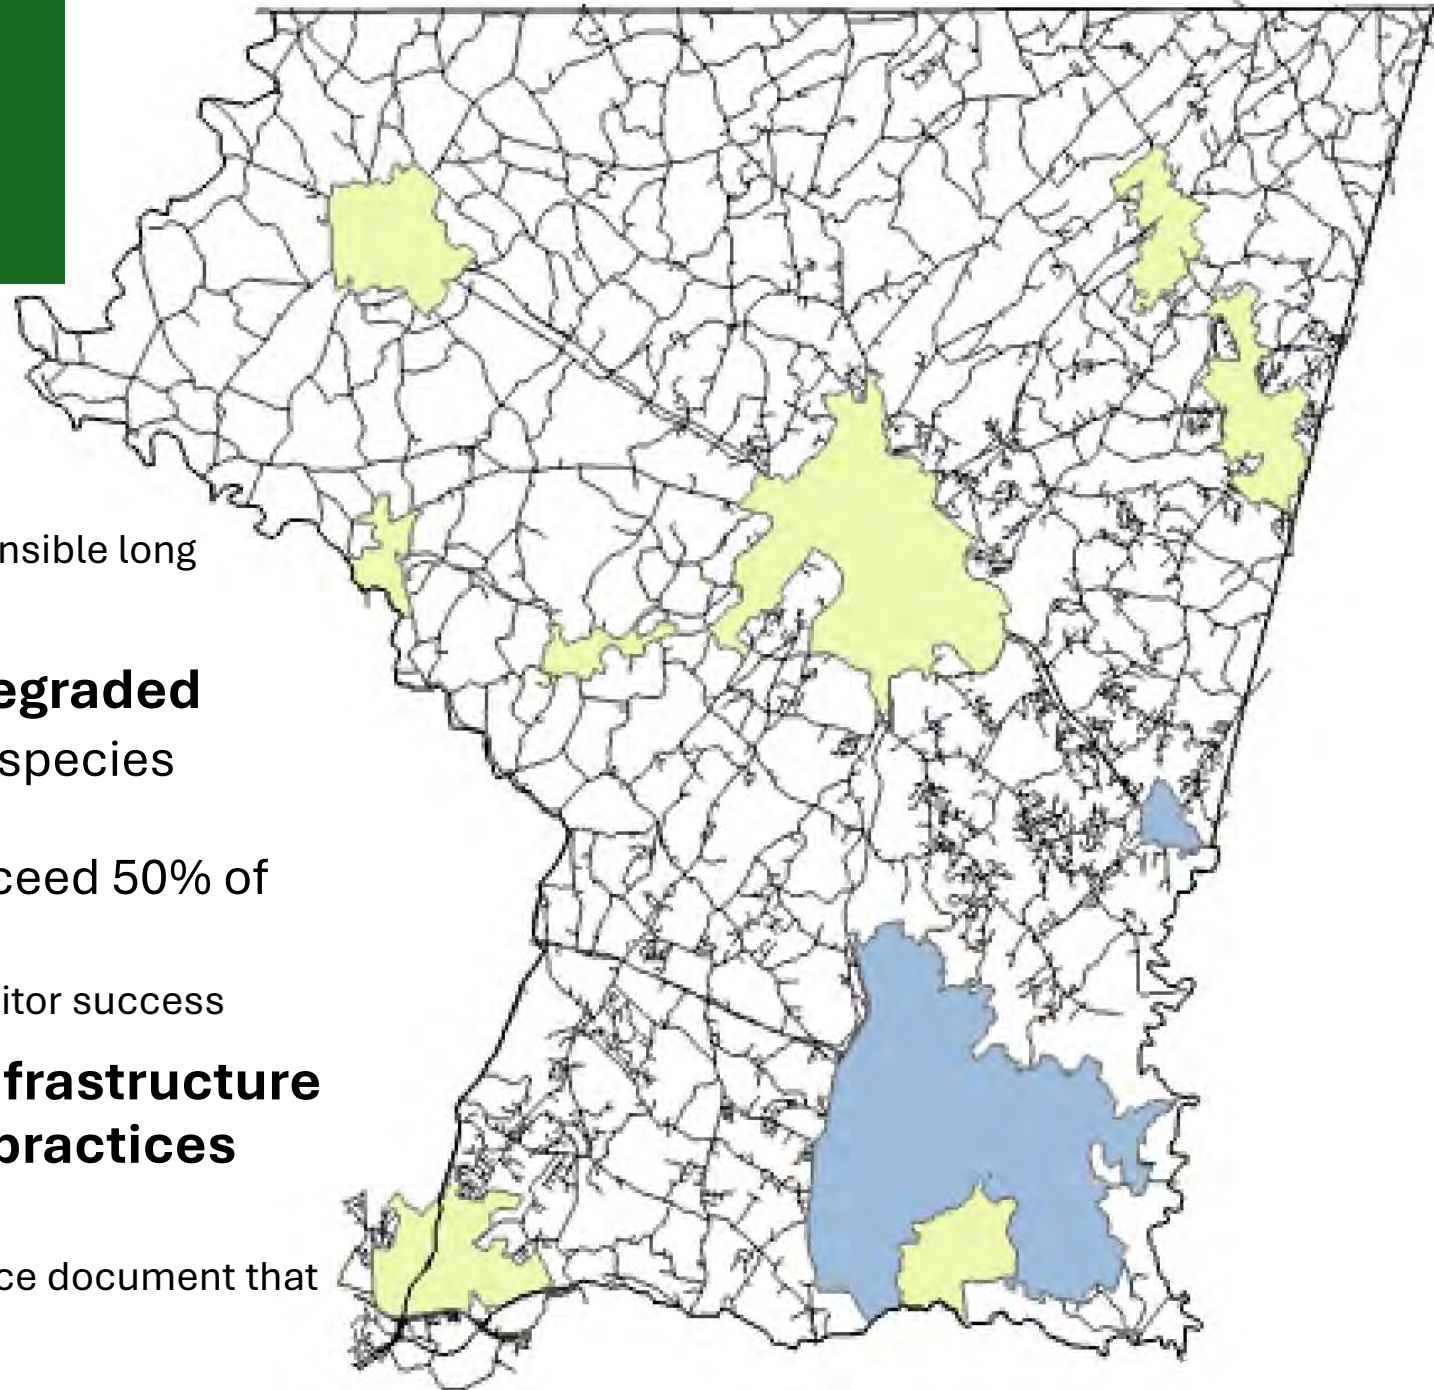 nsible long
egraded
species
ceed 50% of
itor success
frastructure
practices
ce document that